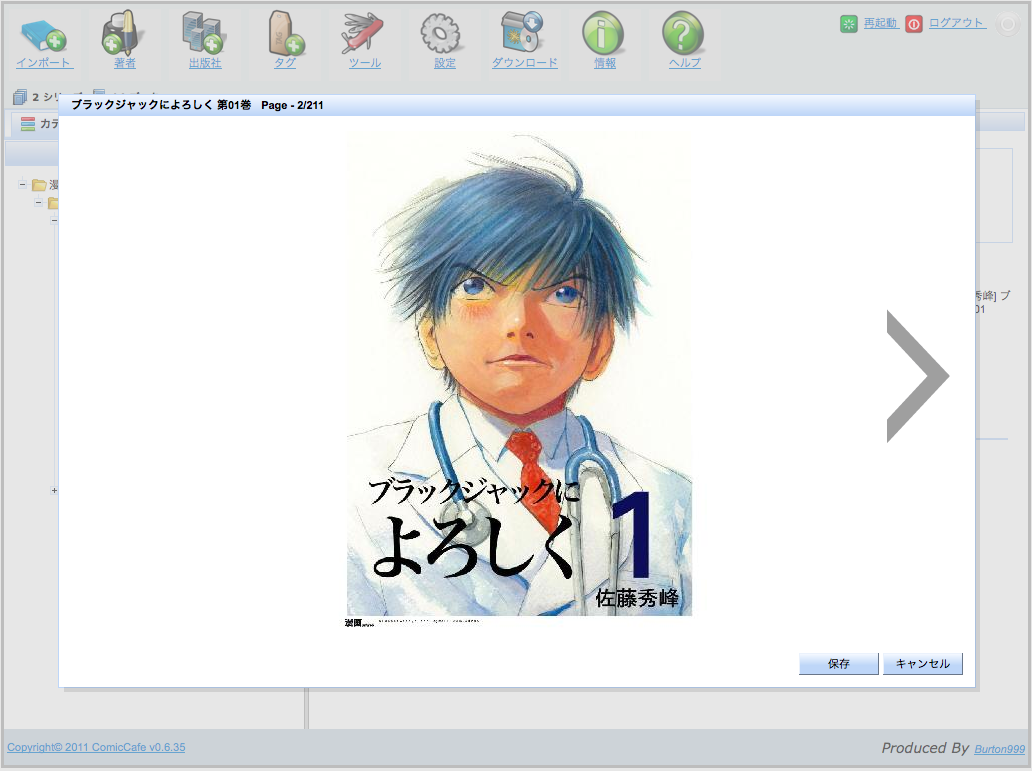 インポート
著者
出版社
タグ
ツール
設定
ダウンロード
情報
ヘルプ
再起動
ログアウト
2 シリ
カテ
ブラックジャックによろしく 第01巻 Page - 2/211
漫
秀峰] ブ
01
ブラックジャックに
よろしく
1
佐藤秀峰
漫画
保存
キャンセル
Copyright© 2011 ComicCafe v0.6.35
Produced By Burton999